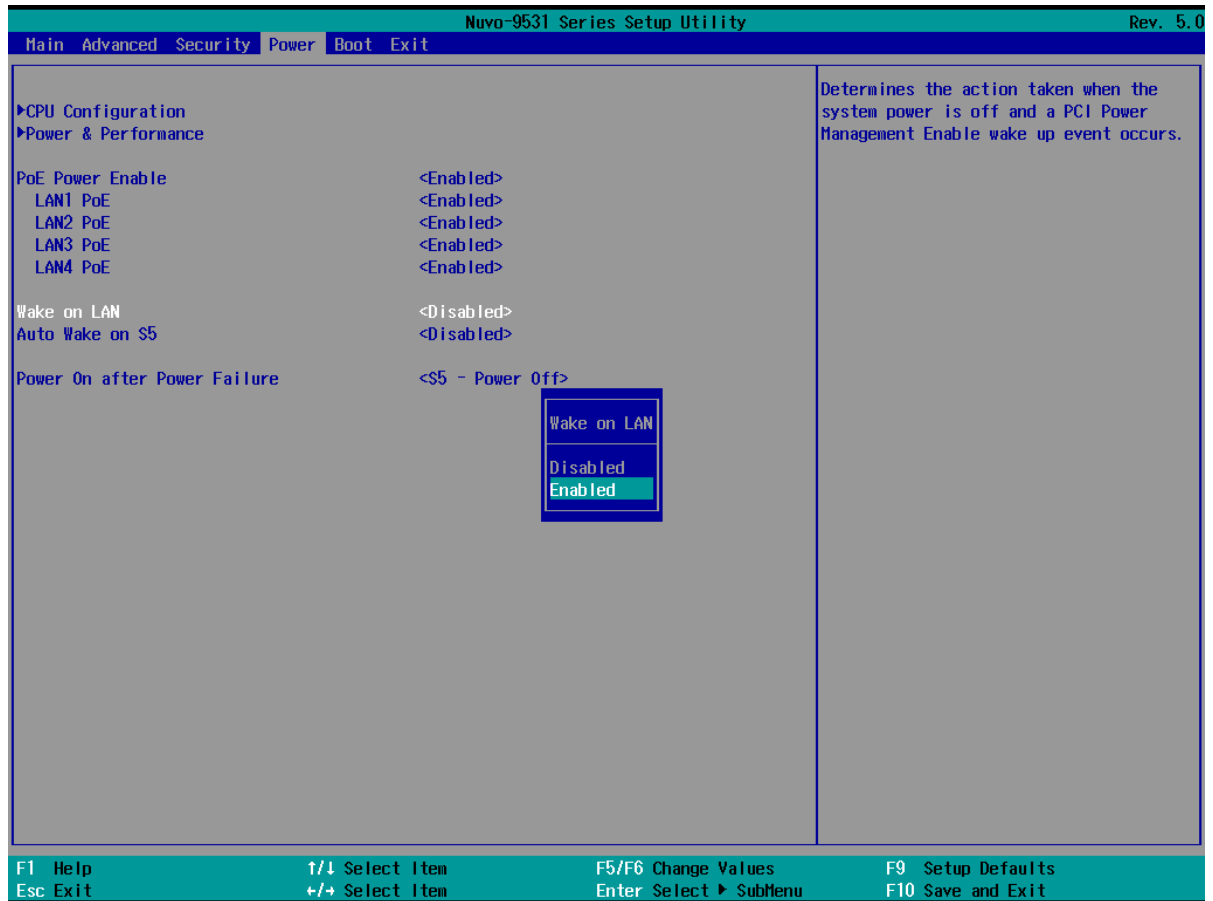 Nuvo-9531 Series Setup Utility Rev. 5.0
Main Advanced Security Power Boot Exit
▶CPU Configuration
▶Power & Performance
PoE Power Enable <Enabled>
LAN1 PoE <Enabled>
LAN2 PoE <Enabled>
LAN3 PoE <Enabled>
LAN4 PoE <Enabled>
Wake on LAN <Disabled>
Auto Wake on S5 <Disabled>
Power On after Power Failure <S5 - Power Off>
Wake on LAN
Disabled
Enabled
Determines the action taken when the
system power is off and a PCI Power
Management Enable wake up event occurs.
F1 Help ↑/↓ Select Item F5/F6 Change Values F9 Setup Defaults
Esc Exit ←/→ Select Item Enter Select ▶ SubMenu F10 Save and Exit